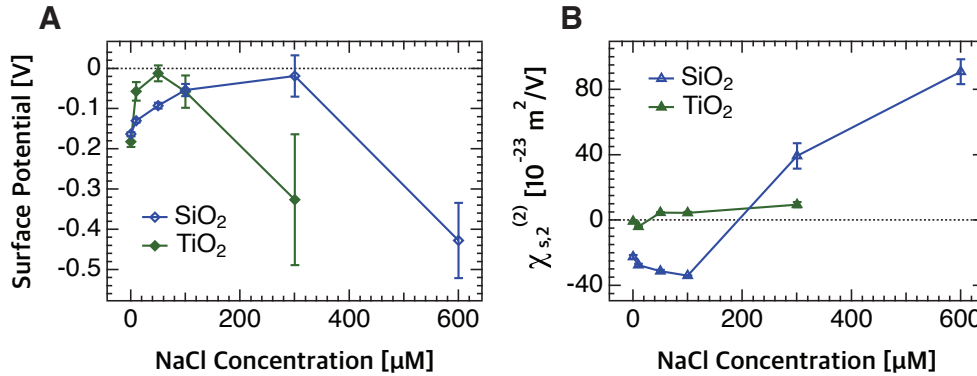 A
Surface Potential [V]
0
-0.1
-0.2
-0.3
-0.4
-0.5
SiO₂
TiO₂
0
200
400
600
NaCl Concentration [µM]
B
χ s,2 (2) [10⁻²³ m²/V]
80
40
0
-40
SiO₂
TiO₂
0
200
400
600
NaCl Concentration [µM]